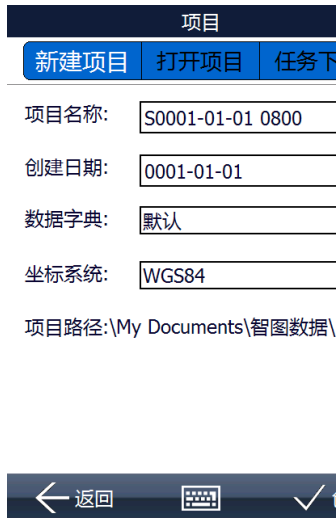 项目
新建项目 打开项目 任务下
项目名称: S0001-01-01 0800
创建日期: 0001-01-01
数据字典: 默认
坐标系统: WGS84
项目路径:\My Documents\智图数据\
返回